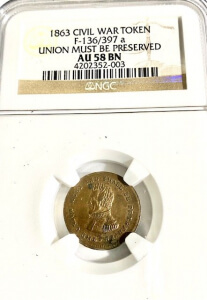 1863 CIVIL WAR TOKEN
F-136/397 a
UNION MUST BE PRESERVED
AU 58 BN
4202352-003
NGC